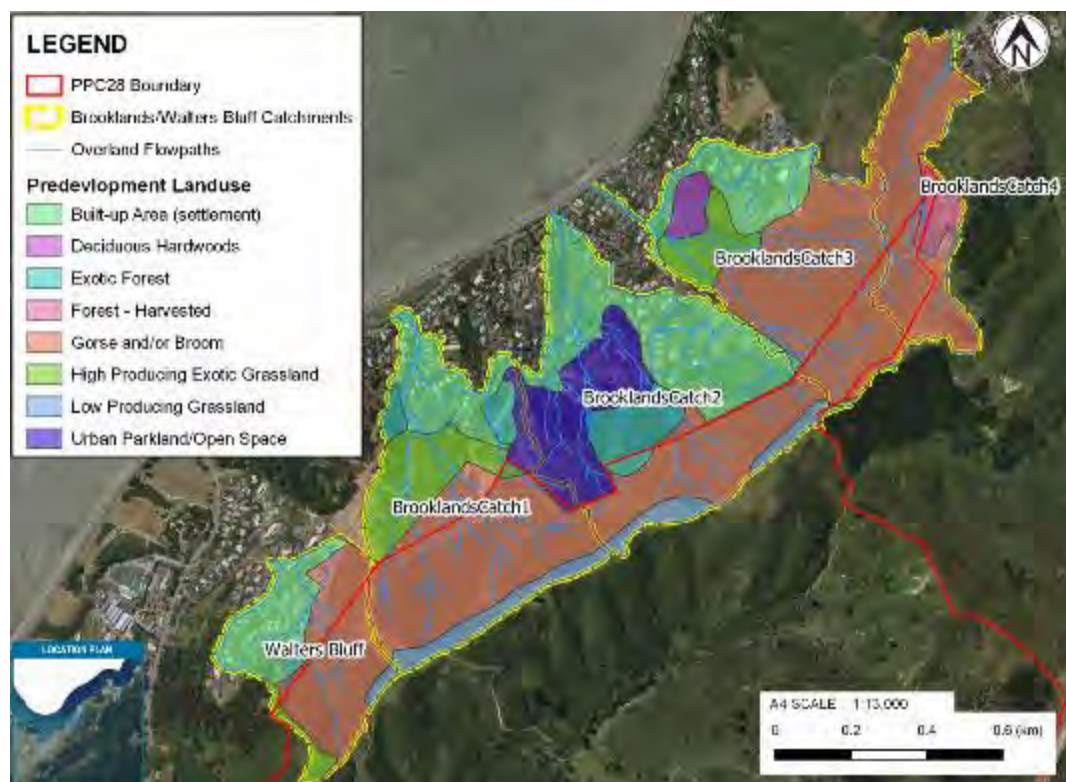 LEGEND
PPC28 Boundary
Brooklands/Walters Bluff Catchments
Overland Flowpaths
Predevlopment Landuse
Built-up Area (settlement)
Deciduous Hardwoods
Exotic Forest
Forest - Harvested
Gorse and/or Broom
High Producing Exotic Grassland
Low Producing Grassland
Urban Parkland/Open Space
N
BrooklandsCatch4
BrooklandsCatch3
BrooklandsCatch2
BrooklandsCatch1
Walters Bluff
LOCATION PLAN
A4 SCALE 1:13,000
0 0.2 0.4 0.6 (km)